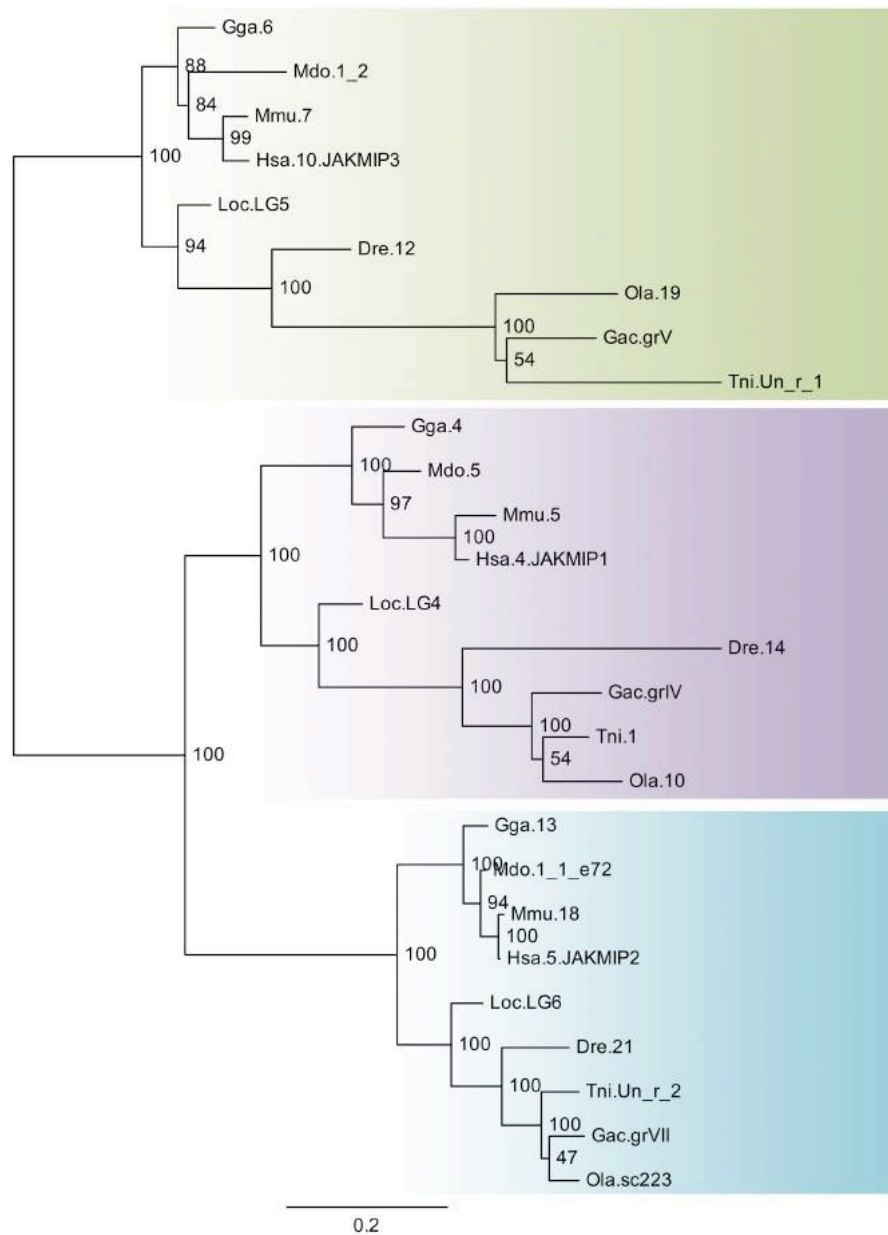 Gga.6
88
Mdo.1_2
84
Mmu.7
99
100
Hsa.10.JAKMIP3
Loc.LG5
94
Dre.12
100
Ola.19
100
Gac.grV
54
Tni.Un_r_1
Gga.4
100
Mdo.5
97
Mmu.5
100
100
Hsa.4.JAKMIP1
Loc.LG4
100
Dre.14
100
Gac.grIV
100
Tni.1
100
54
Ola.10
Gga.13
100
Mdo.1_1_e72
94
Mmu.18
100
100
Hsa.5.JAKMIP2
Loc.LG6
100
Dre.21
100
Tni.Un_r_2
100
Gac.grVII
47
Ola.sc223
0.2